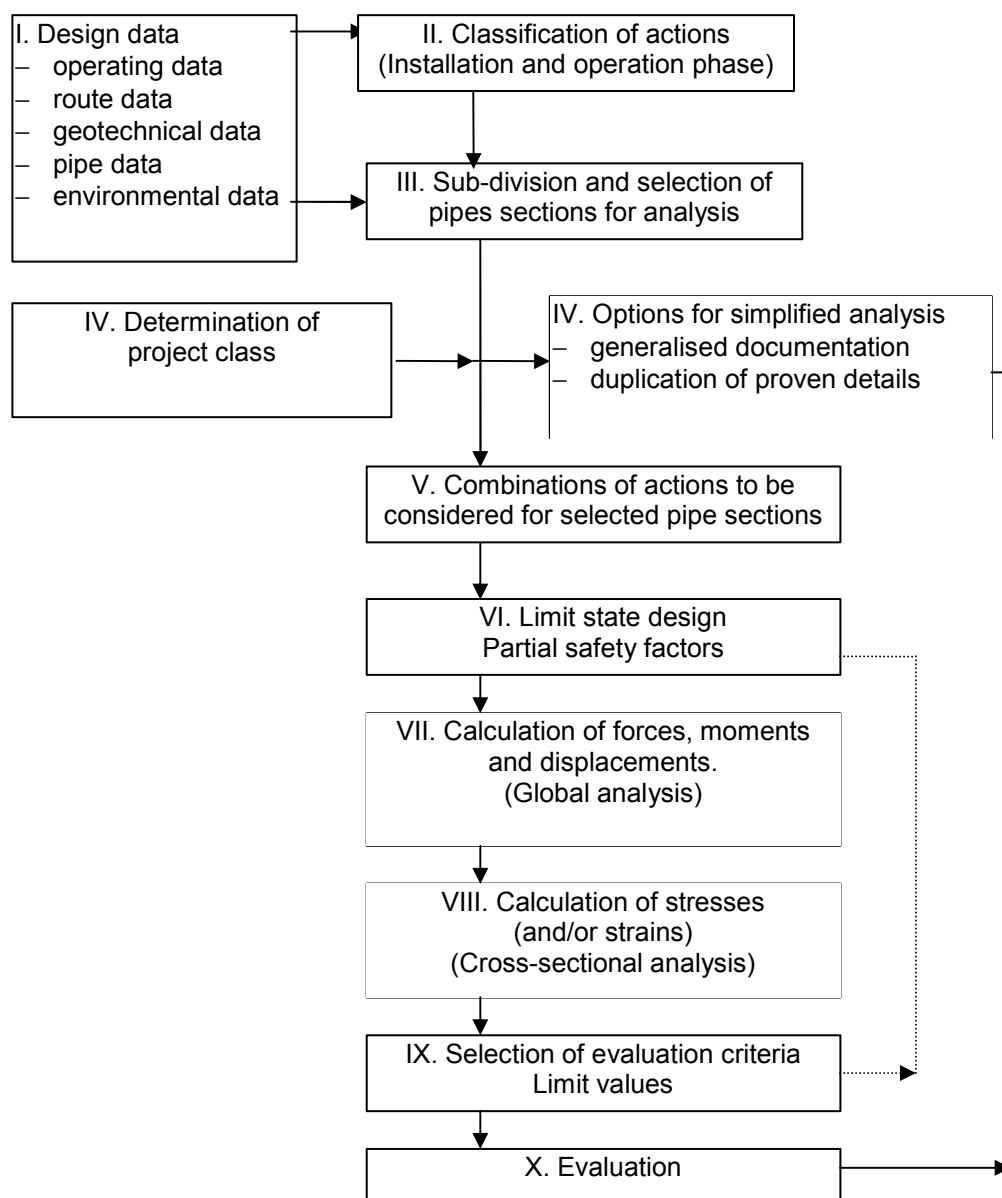 I. Design data
– operating data
– route data
– geotechnical data
– pipe data
– environmental data
II. Classification of actions
(Installation and operation phase)
III. Sub-division and selection of
pipes sections for analysis
IV. Determination of
project class
IV. Options for simplified analysis
– generalised documentation
– duplication of proven details
V. Combinations of actions to be
considered for selected pipe sections
VI. Limit state design
Partial safety factors
VII. Calculation of forces, moments
and displacements.
(Global analysis)
VIII. Calculation of stresses
(and/or strains)
(Cross-sectional analysis)
IX. Selection of evaluation criteria
Limit values
X. Evaluation